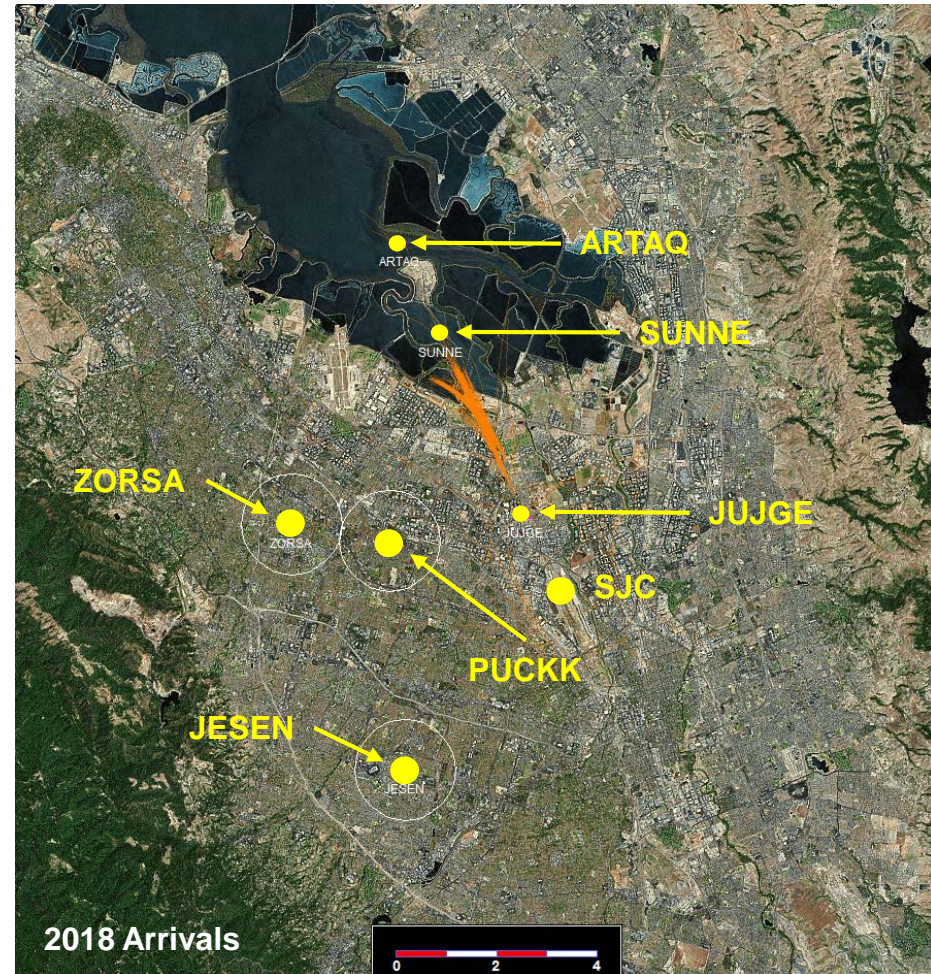 ARTAQ
ARTAQ
SUNNE
SUNNE
ZORSA
ZORSA
JUJGE
JUJGE
SJC
PUCKK
JESEN
JESEN
2018 Arrivals
0 2 4